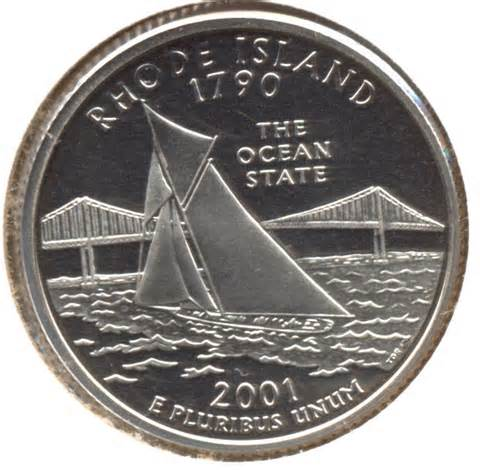 RHODE ISLAND
1790
THE
OCEAN
STATE
2001
E PLURIBUS UNUM